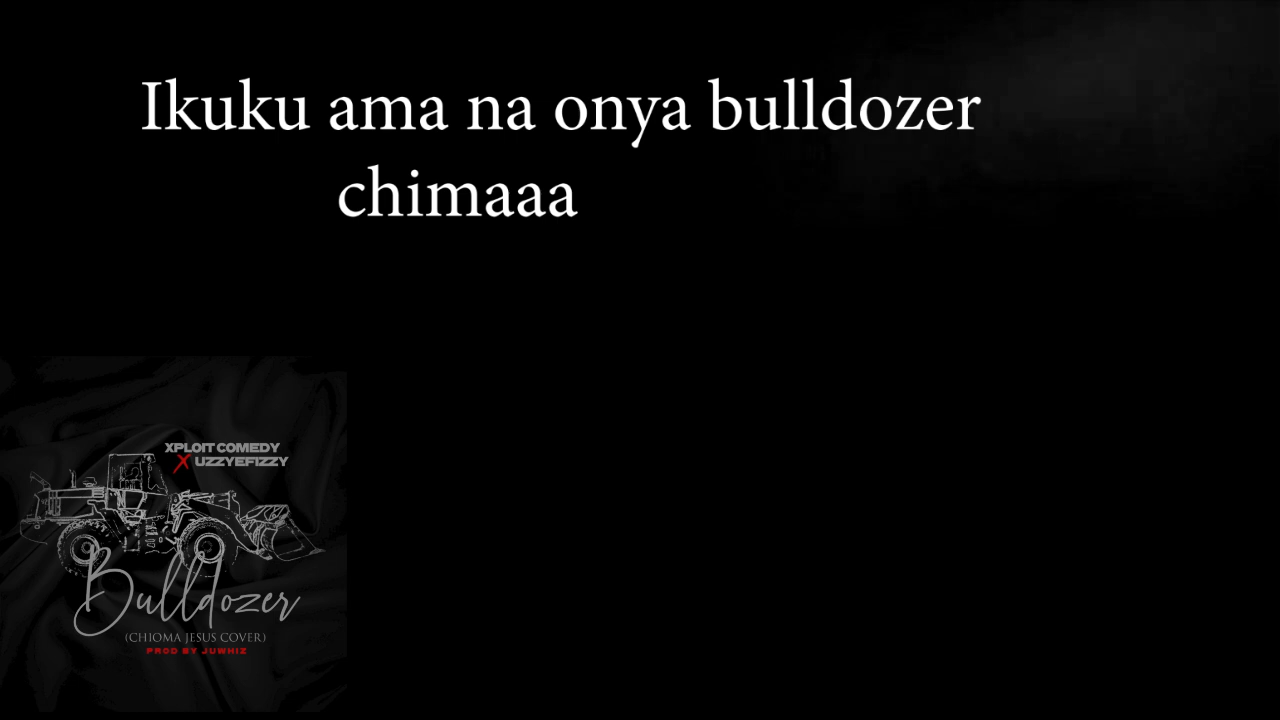 Ikuku ama na onya bulldozer
chimaaa
XPLOIT COMEDY
X UZZYEFIZZY
Bulldozer
(CHIOMA JESUS COVER)
PROD BY JUWHIZ